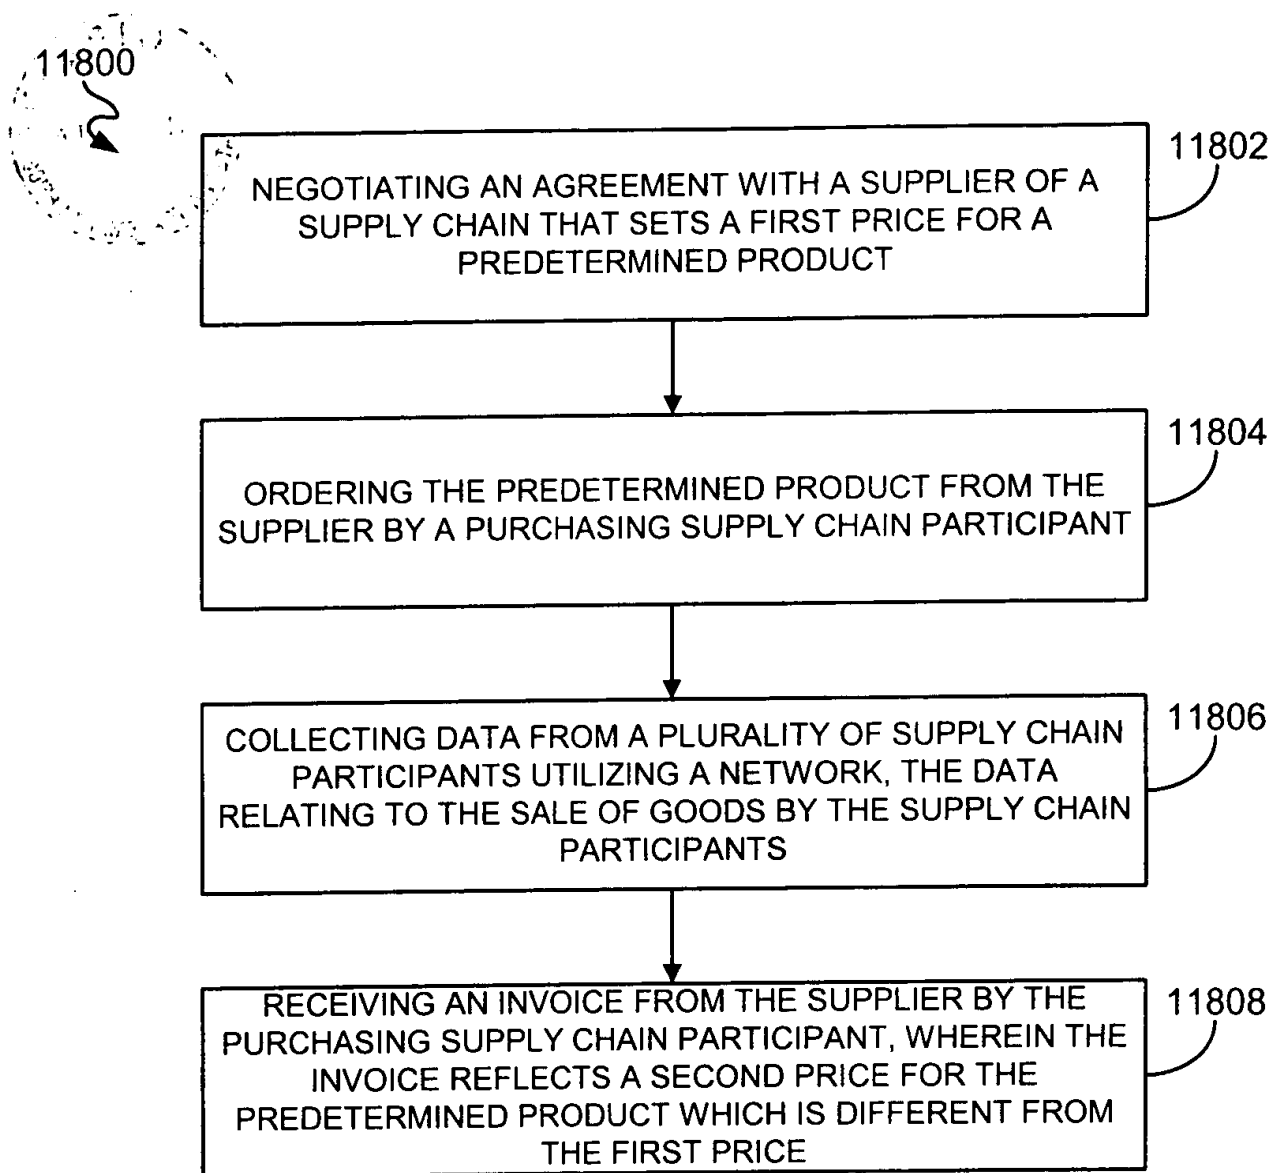 11800
11802
NEGOTIATING AN AGREEMENT WITH A SUPPLIER OF A
SUPPLY CHAIN THAT SETS A FIRST PRICE FOR A
PREDETERMINED PRODUCT
11804
ORDERING THE PREDETERMINED PRODUCT FROM THE
SUPPLIER BY A PURCHASING SUPPLY CHAIN PARTICIPANT
11806
COLLECTING DATA FROM A PLURALITY OF SUPPLY CHAIN
PARTICIPANTS UTILIZING A NETWORK, THE DATA
RELATING TO THE SALE OF GOODS BY THE SUPPLY CHAIN
PARTICIPANTS
11808
RECEIVING AN INVOICE FROM THE SUPPLIER BY THE
PURCHASING SUPPLY CHAIN PARTICIPANT, WHEREIN THE
INVOICE REFLECTS A SECOND PRICE FOR THE
PREDETERMINED PRODUCT WHICH IS DIFFERENT FROM
THE FIRST PRICE